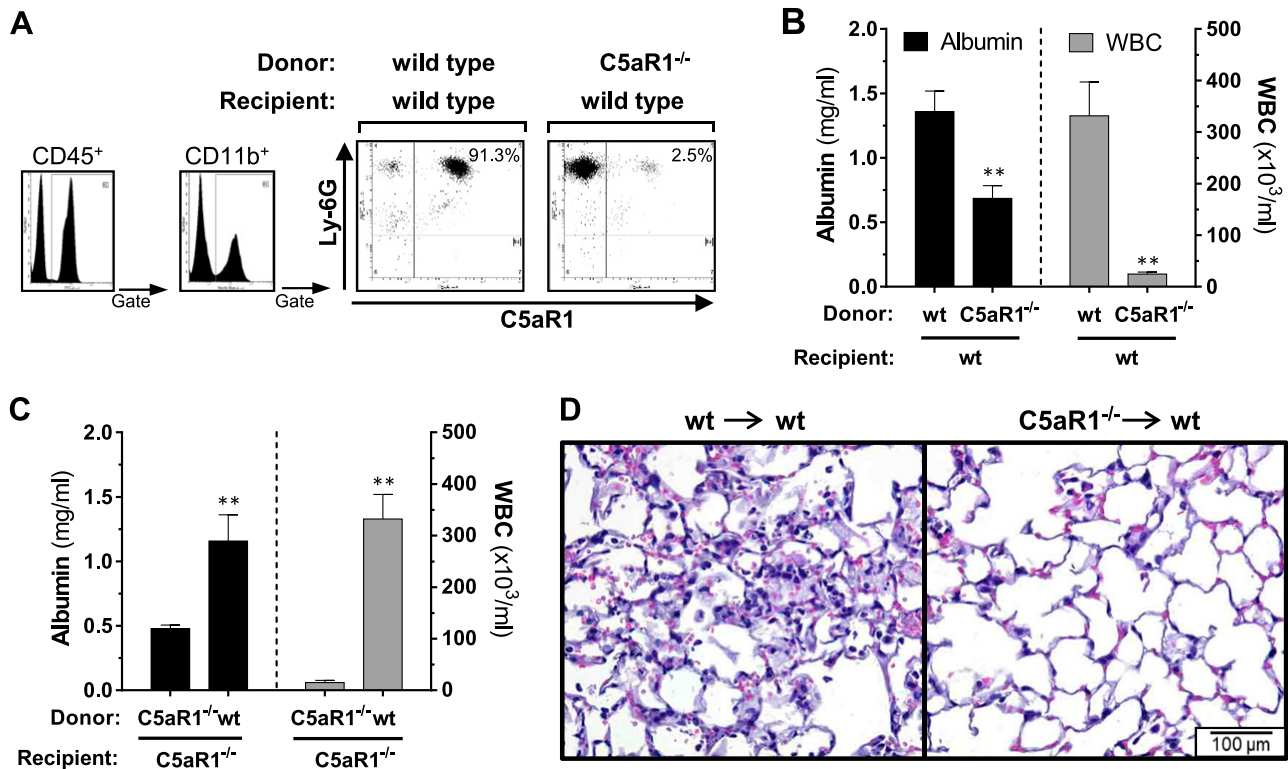 A
Donor: wild type C5aR1-/-
Recipient: wild type wild type
CD45+
CD11b+
91.3%
2.5%
Ly-6G
Gate
Gate
C5aR1
B
Albumin
WBC
Albumin (mg/ml)
2.0
1.5
1.0
0.5
0.0
**
**
WBC (x10³/ml)
500
400
300
200
100
0
Donor: wt C5aR1-/- wt C5aR1-/-
Recipient: wt wt
C
Albumin (mg/ml)
2.0
1.5
1.0
0.5
0.0
**
**
WBC (x10³/ml)
500
400
300
200
100
0
Donor: C5aR1-/- wt C5aR1-/- wt
Recipient: C5aR1-/- C5aR1-/-
D
wt → wt
C5aR1-/- → wt
100 µm